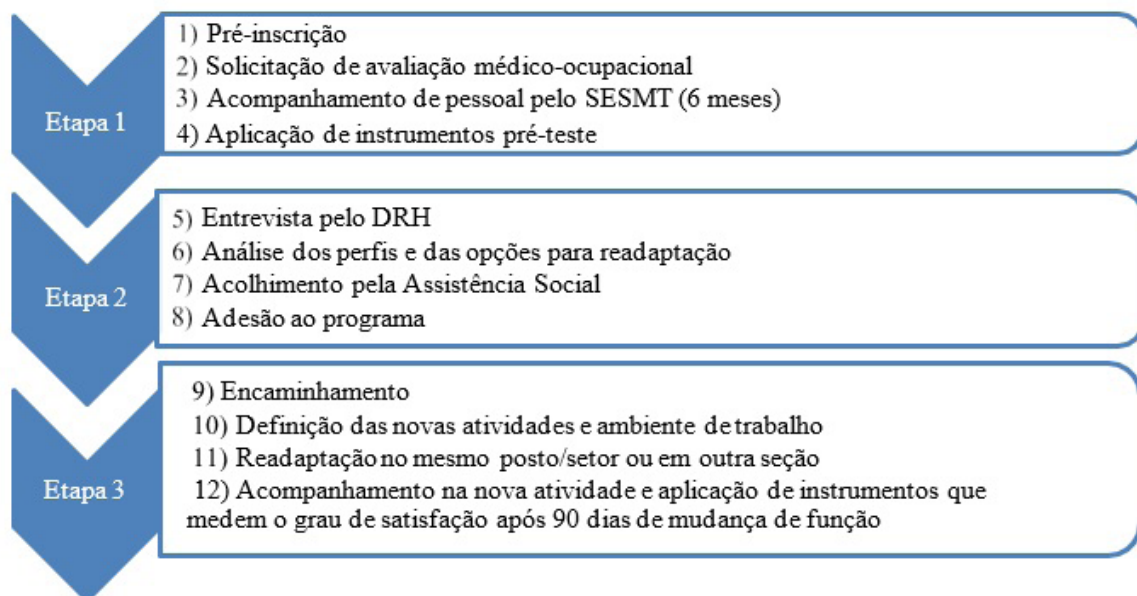 Etapa 1
1) Pré-inscrição
2) Solicitação de avaliação médico-ocupacional
3) Acompanhamento de pessoal pelo SESMT (6 meses)
4) Aplicação de instrumentos pré-teste
Etapa 2
5) Entrevista pelo DRH
6) Análise dos perfis e das opções para readaptação
7) Acolhimento pela Assistência Social
8) Adesão ao programa
Etapa 3
9) Encaminhamento
10) Definição das novas atividades e ambiente de trabalho
11) Readaptação no mesmo posto/setor ou em outra seção
12) Acompanhamento na nova atividade e aplicação de instrumentos que
medem o grau de satisfação após 90 dias de mudança de função